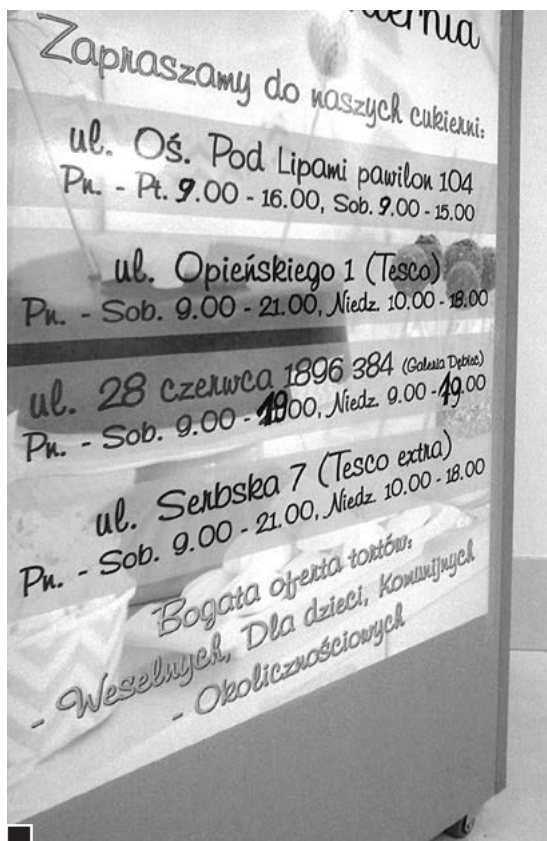 Zapraszamy do naszych cukierni:
ul. Oś. Pod Lipami pawilon 104
Pn. - Pt. 9.00 - 16.00, Sob. 9.00 - 15.00
ul. Opieńskiego 1 (Tesco)
Pn. - Sob. 9.00 - 21.00, Niedz. 10.00 - 18.00
ul. 28 czerwca 1896 384 (Galeria Dębiec)
Pn. - Sob. 9.00 - 1900, Niedz. 9.00 - 19.00
ul. Serbska 7 (Tesco extra)
Pn. - Sob. 9.00 - 21.00, Niedz. 10.00 - 18.00
Bogata oferta tortów:
- Weselnych, Dla dzieci, Komunijnych
- Okolicznościowych